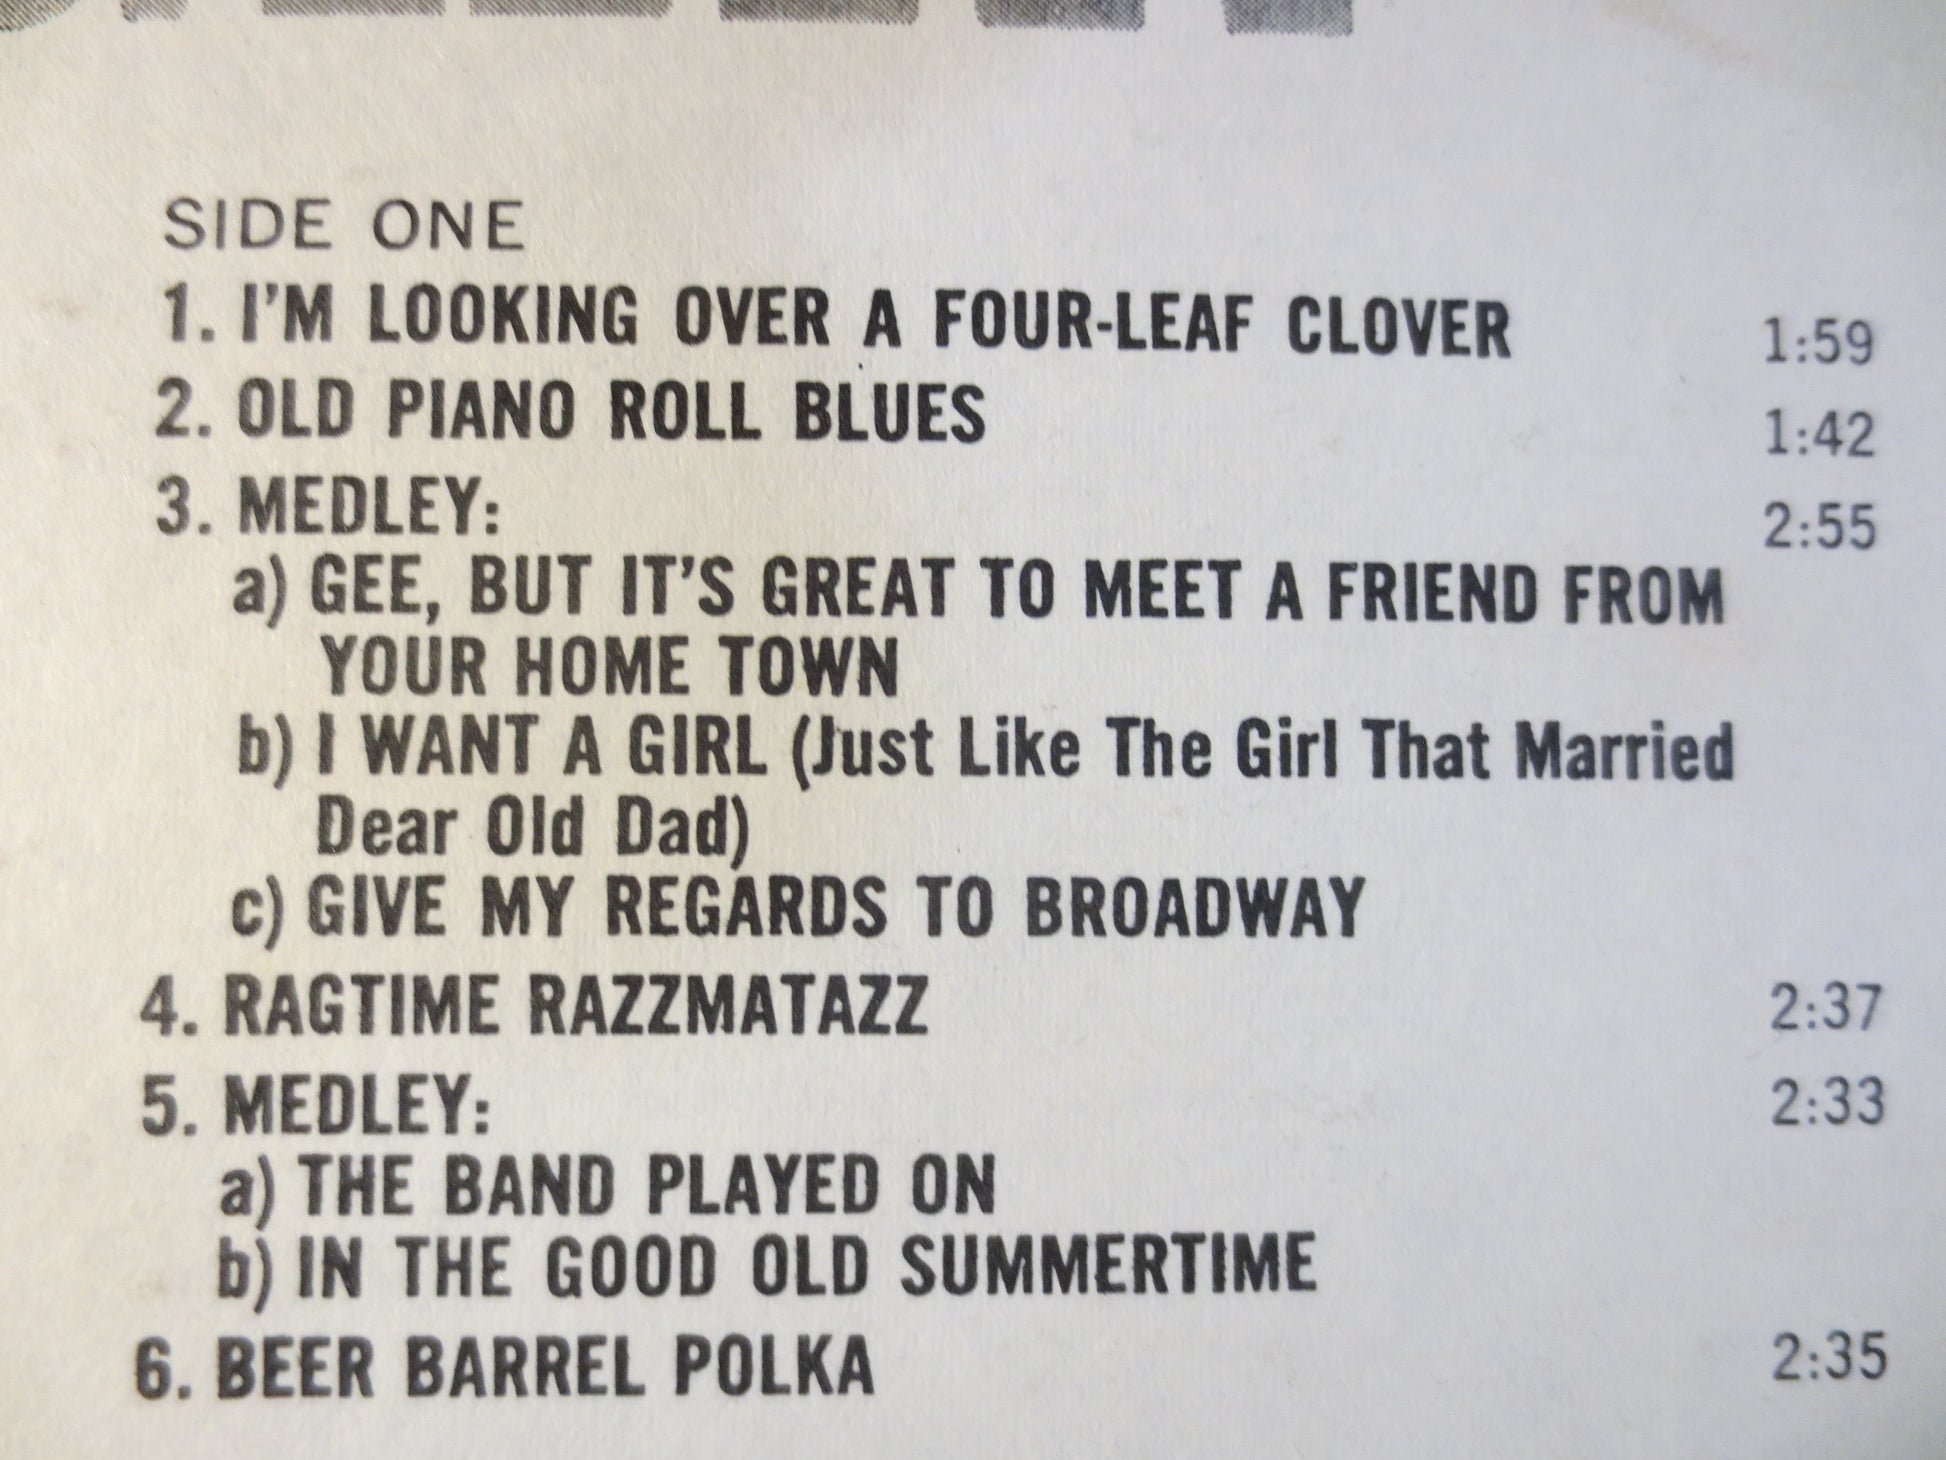 SIDE ONE
1. I'M LOOKING OVER A FOUR-LEAF CLOVER 1:59
2. OLD PIANO ROLL BLUES 1:42
3. MEDLEY: 2:55
a) GEE, BUT IT'S GREAT TO MEET A FRIEND FROM
YOUR HOME TOWN
b) I WANT A GIRL (Just Like The Girl That Married
Dear Old Dad)
c) GIVE MY REGARDS TO BROADWAY
4. RAGTIME RAZZMATAZZ 2:37
5. MEDLEY: 2:33
a) THE BAND PLAYED ON
b) IN THE GOOD OLD SUMMERTIME
6. BEER BARREL POLKA 2:35